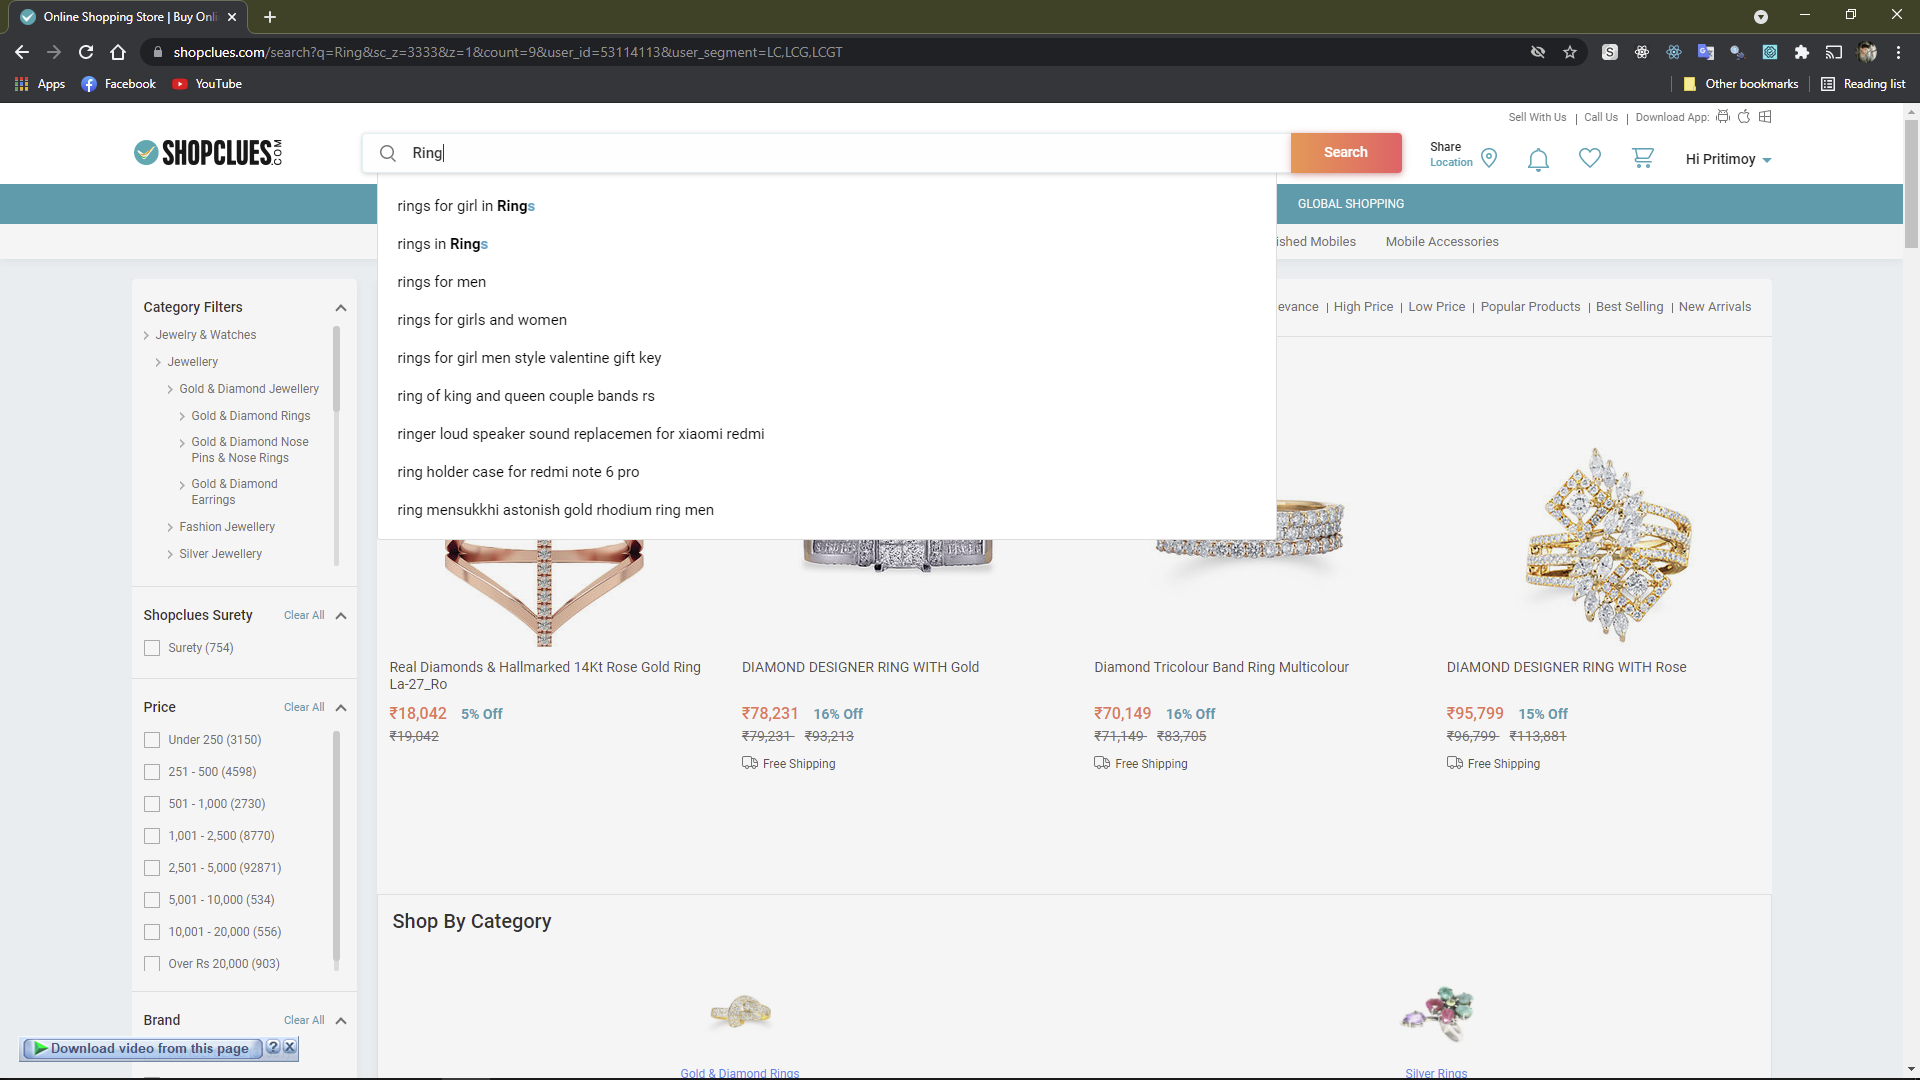 Online Shopping Store | Buy Onli
shopclues.com/search?q=Ring&sc_z=3333&z=1&count=9&user_id=53114113&user_segment=LC,LCG,LCGT
Apps
Facebook
YouTube
Other bookmarks
Reading list
Sell With Us | Call Us | Download App:
SHOPCLUES.COM
Ring
Search
Share
Location
Hi Pritimoy
GLOBAL SHOPPING
ished Mobiles
Mobile Accessories
rings for girl in Rings
rings in Rings
rings for men
rings for girls and women
rings for girl men style valentine gift key
ring of king and queen couple bands rs
ringer loud speaker sound replacemen for xiaomi redmi
ring holder case for redmi note 6 pro
ring mensukkhi astonish gold rhodium ring men
evance | High Price | Low Price | Popular Products | Best Selling | New Arrivals
Category Filters
Jewelry & Watches
Jewellery
Gold & Diamond Jewellery
Gold & Diamond Rings
Gold & Diamond Nose
Pins & Nose Rings
Gold & Diamond
Earrings
Fashion Jewellery
Silver Jewellery
Shopclues Surety
Clear All
Surety (754)
Price
Clear All
Under 250 (3150)
251 - 500 (4598)
501 - 1,000 (2730)
1,001 - 2,500 (8770)
2,501 - 5,000 (92871)
5,001 - 10,000 (534)
10,001 - 20,000 (556)
Over Rs 20,000 (903)
Brand
Clear All
Download video from this page
? X
Real Diamonds & Hallmarked 14Kt Rose Gold Ring
La-27_Ro
₹18,042 5% Off
₹19,042
DIAMOND DESIGNER RING WITH Gold
₹78,231 16% Off
₹79,231 ₹93,213
Free Shipping
Diamond Tricolour Band Ring Multicolour
₹70,149 16% Off
₹71,149 ₹83,705
Free Shipping
DIAMOND DESIGNER RING WITH Rose
₹95,799 15% Off
₹96,799 ₹113,881
Free Shipping
Shop By Category
Gold & Diamond Rings
Silver Rings